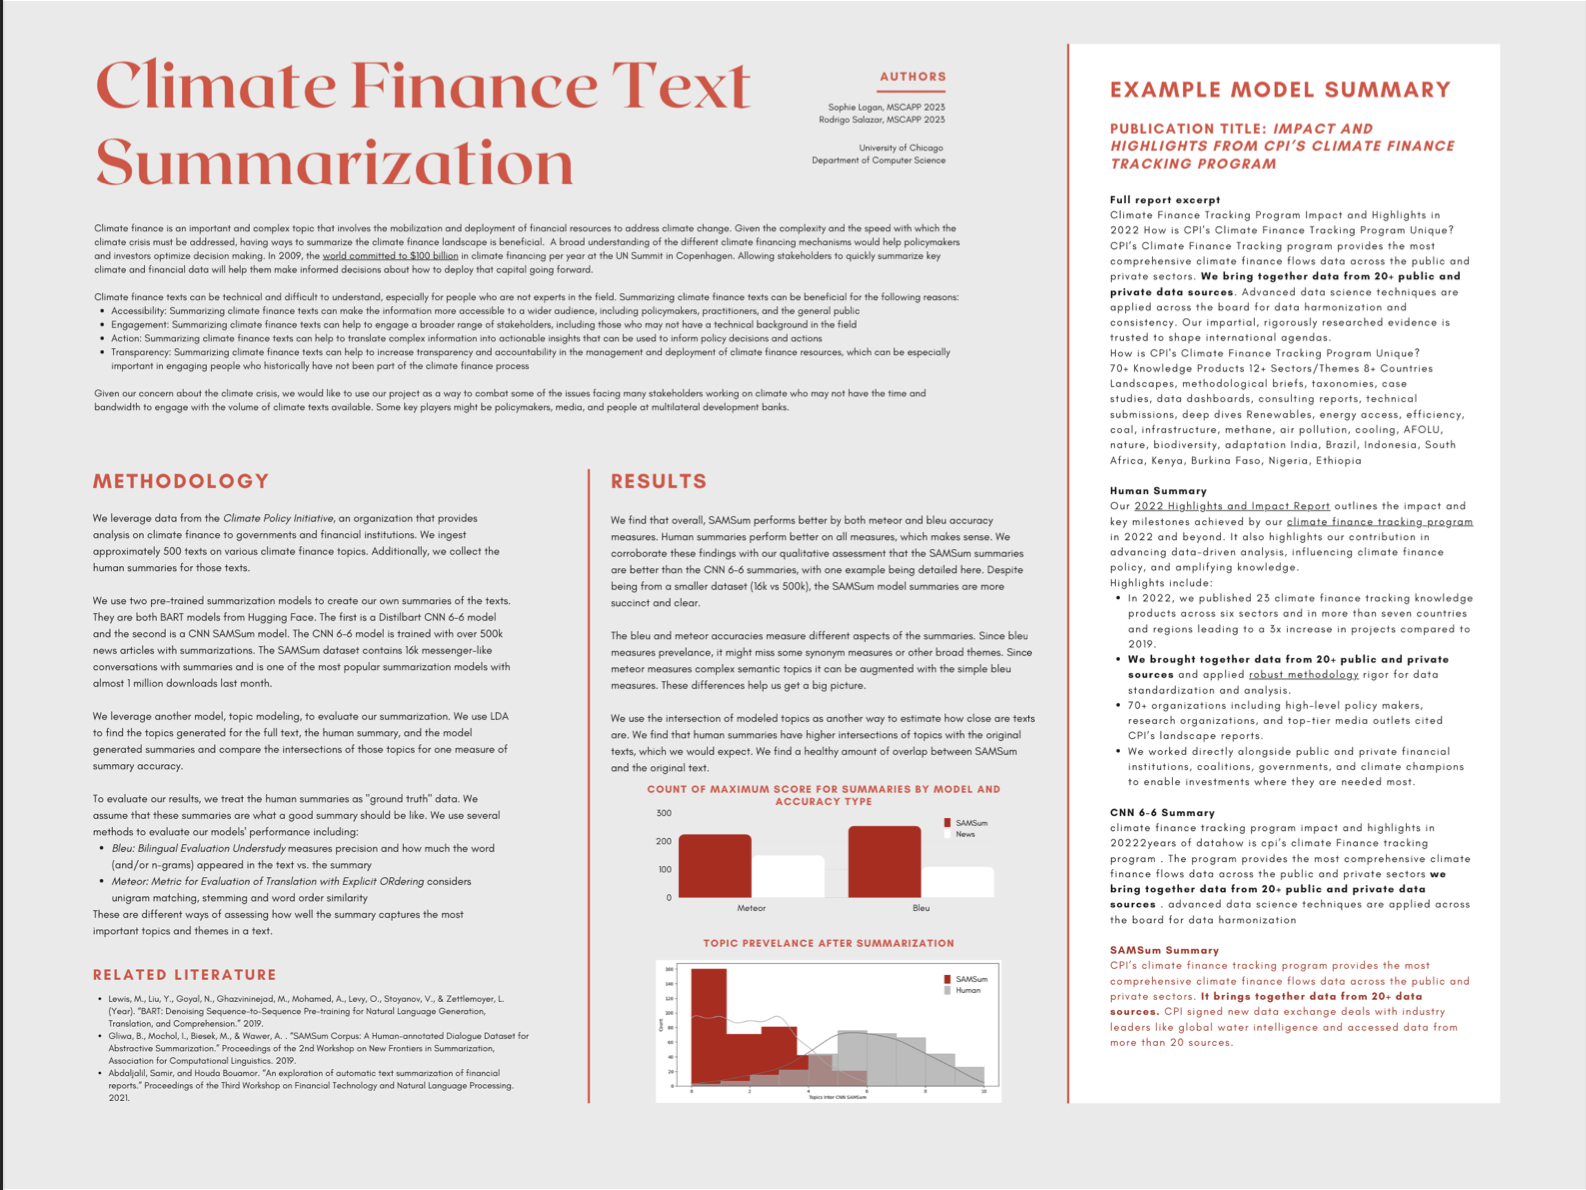 Climate Finance Text
Summarization
AUTHORS
Sophie Logan, MSCAPP 2023
Rodrigo Salazar, MSCAPP 2023
University of Chicago
Department of Computer Science
Climate finance is an important and complex topic that involves the mobilization and deployment of financial resources to address climate change. Given the complexity and the speed with which the
climate crisis must be addressed, having ways to summarize the climate finance landscape is beneficial.  A broad understanding of the different climate financing mechanisms would help policymakers
and investors optimize decision making. In 2009, the world committed to $100 billion in climate financing per year at the UN Summit in Copenhagen. Allowing stakeholders to quickly summarize key
climate and financial data will help them make informed decisions about how to deploy that capital going forward.
Climate finance texts can be technical and difficult to understand, especially for people who are not experts in the field. Summarizing climate finance texts can be beneficial for the following reasons:
• Accessibility: Summarizing climate finance texts can make the information more accessible to a wider audience, including policymakers, practitioners, and the general public
• Engagement: Summarizing climate finance texts can help to engage a broader range of stakeholders, including those who may not have a technical background in the field
• Action: Summarizing climate finance texts can help to translate complex information into actionable insights that can be used to inform policy decisions and actions
• Transparency: Summarizing climate finance texts can help to increase transparency and accountability in the management and deployment of climate finance resources, which can be especially
important in engaging people who historically have not been part of the climate finance process
Given our concern about the climate crisis, we would like to use our project as a way to combat some of the issues facing many stakeholders working on climate who may not have the time and
bandwidth to engage with the volume of climate texts available. Some key players might be policymakers, media, and people at multilateral development banks.
METHODOLOGY
We leverage data from the Climate Policy Initiative, an organization that provides
analysis on climate finance to governments and financial institutions. We ingest
approximately 500 texts on various climate finance topics. Additionally, we collect the
human summaries for those texts.
We use two pre-trained summarization models to create our own summaries of the texts.
They are both BART models from Hugging Face. The first is a Distilbart CNN 6-6 model
and the second is a CNN SAMSum model. The CNN 6-6 model is trained with over 500k
news articles with summarizations. The SAMSum dataset contains 16k messenger-like
conversations with summaries and is one of the most popular summarization models with
almost 1 million downloads last month.
We leverage another model, topic modeling, to evaluate our summarization. We use LDA
to find the topics generated for the full text, the human summary, and the model
generated summaries and compare the intersections of those topics for one measure of
summary accuracy.
To evaluate our results, we treat the human summaries as "ground truth" data. We
assume that these summaries are what a good summary should be like. We use several
methods to evaluate our models' performance including:
• Bleu: Bilingual Evaluation Understudy measures precision and how much the word
(and/or n-grams) appeared in the text vs. the summary
• Meteor: Metric for Evaluation of Translation with Explicit ORdering considers
unigram matching, stemming and word order similarity
These are different ways of assessing how well the summary captures the most
important topics and themes in a text.
RELATED LITERATURE
• Lewis, M., Liu, Y., Goyal, N., Ghazvininejad, M., Mohamed, A., Levy, O., Stoyanov, V., & Zettlemoyer, L.
(Year). "BART: Denoising Sequence-to-Sequence Pre-training for Natural Language Generation,
Translation, and Comprehension." 2019.
• Gliwa, B., Mochol, I., Biesek, M., & Wawer, A. . "SAMSum Corpus: A Human-annotated Dialogue Dataset for
Abstractive Summarization." Proceedings of the 2nd Workshop on New Frontiers in Summarization,
Association for Computational Linguistics. 2019.
• Abdaljalil, Samir, and Houda Bouamor. "An exploration of automatic text summarization of financial
reports." Proceedings of the Third Workshop on Financial Technology and Natural Language Processing.
2021.
RESULTS
We find that overall, SAMSum performs better by both meteor and bleu accuracy
measures. Human summaries perform better on all measures, which makes sense. We
corroborate these findings with our qualitative assessment that the SAMSum summaries
are better than the CNN 6-6 summaries, with one example being detailed here. Despite
being from a smaller dataset (16k vs 500k), the SAMSum model summaries are more
succinct and clear.
The bleu and meteor accuracies measure different aspects of the summaries. Since bleu
measures prevelance, it might miss some synonym measures or other broad themes. Since
meteor measures complex semantic topics it can be augmented with the simple bleu
measures. These differences help us get a big picture.
We use the intersection of modeled topics as another way to estimate how close are texts
are. We find that human summaries have higher intersections of topics with the original
texts, which we would expect. We find a healthy amount of overlap between SAMSum
and the original text.
COUNT OF MAXIMUM SCORE FOR SUMMARIES BY MODEL AND
ACCURACY TYPE
300
200
100
0
SAMSum
News
Meteor
Bleu
TOPIC PREVELANCE AFTER SUMMARIZATION
160
140
120
100
80
60
40
20
0
Count
SAMSum
Human
0
2
4
6
8
10
Topics Inter CNN SAMSum
EXAMPLE MODEL SUMMARY
PUBLICATION TITLE: IMPACT AND
HIGHLIGHTS FROM CPI'S CLIMATE FINANCE
TRACKING PROGRAM
Full report excerpt
Climate Finance Tracking Program Impact and Highlights in
2022 How is CPI's Climate Finance Tracking Program Unique?
CPI's Climate Finance Tracking program provides the most
comprehensive climate finance flows data across the public and
private sectors. We bring together data from 20+ public and
private data sources. Advanced data science techniques are
applied across the board for data harmonization and
consistency. Our impartial, rigorously researched evidence is
trusted to shape international agendas.
How is CPI's Climate Finance Tracking Program Unique?
70+ Knowledge Products 12+ Sectors/Themes 8+ Countries
Landscapes, methodological briefs, taxonomies, case
studies, data dashboards, consulting reports, technical
submissions, deep dives Renewables, energy access, efficiency,
coal, infrastructure, methane, air pollution, cooling, AFOLU,
nature, biodiversity, adaptation India, Brazil, Indonesia, South
Africa, Kenya, Burkina Faso, Nigeria, Ethiopia
Human Summary
Our 2022 Highlights and Impact Report outlines the impact and
key milestones achieved by our climate finance tracking program
in 2022 and beyond. It also highlights our contribution in
advancing data-driven analysis, influencing climate finance
policy, and amplifying knowledge.
Highlights include:
• In 2022, we published 23 climate finance tracking knowledge
products across six sectors and in more than seven countries
and regions leading to a 3x increase in projects compared to
2019.
• We brought together data from 20+ public and private
sources and applied robust methodology rigor for data
standardization and analysis.
• 70+ organizations including high-level policy makers,
research organizations, and top-tier media outlets cited
CPI's landscape reports.
• We worked directly alongside public and private financial
institutions, coalitions, governments, and climate champions
to enable investments where they are needed most.
CNN 6-6 Summary
climate finance tracking program impact and highlights in
20222years of datahow is cpi's climate Finance tracking
program . The program provides the most comprehensive climate
finance flows data across the public and private sectors we
bring together data from 20+ public and private data
sources . advanced data science techniques are applied across
the board for data harmonization
SAMSum Summary
CPI's climate finance tracking program provides the most
comprehensive climate finance flows data across the public and
private sectors. It brings together data from 20+ data
sources. CPI signed new data exchange deals with industry
leaders like global water intelligence and accessed data from
more than 20 sources.